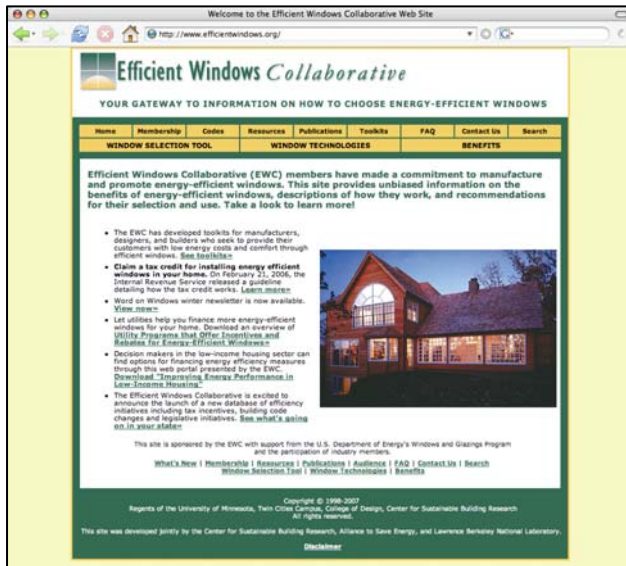 Welcome to the Efficient Windows Collaborative Web Site
http://www.efficientwindows.org/
Efficient Windows Collaborative
YOUR GATEWAY TO INFORMATION ON HOW TO CHOOSE ENERGY-EFFICIENT WINDOWS
Home Membership Codes Resources Publications Toolkits FAQ Contact Us Search
WINDOW SELECTION TOOL WINDOW TECHNOLOGIES BENEFITS
Efficient Windows Collaborative (EWC) members have made a commitment to manufacture
and promote energy-efficient windows. This site provides unbiased information on the
benefits of energy-efficient windows, descriptions of how they work, and recommendations
for their selection and use. Take a look to learn more!
• The EWC has developed toolkits for manufacturers,
designers, and builders who seek to provide their
customers with low energy costs and comfort through
efficient windows. See toolkits»
• Claim a tax credit for installing energy efficient
windows in your home. On February 21, 2006, the
Internal Revenue Service released a guideline
detailing how the tax credit works. Learn more»
• Word on Windows winter newsletter is now available.
View now»
• Let utilities help you finance more energy-efficient
windows for your home. Download an overview of
Utility Programs that Offer Incentives and
Rebates for Energy-Efficient Windows»
• Decision makers in the low-income housing sector can
find options for financing energy efficiency measures
through this web portal presented by the EWC.
Download "Improving Energy Performance in
Low-Income Housing"
• The Efficient Windows Collaborative is excited to
announce the launch of a new database of efficiency
initiatives including tax incentives, building code
changes and legislative initiatives. See what's going
on in your state»
This site is sponsored by the EWC with support from the U.S. Department of Energy's Windows and Glazings Program
and the participation of industry members.
What's New | Membership | Resources | Publications | Audience | FAQ | Contact Us | Search
Window Selection Tool | Window Technologies | Benefits
Copyright © 1998-2007
Regents of the University of Minnesota, Twin Cities Campus, College of Design, Center for Sustainable Building Research
All rights reserved.
This site was developed jointly by the Center for Sustainable Building Research, Alliance to Save Energy, and Lawrence Berkeley National Laboratory.
Disclaimer